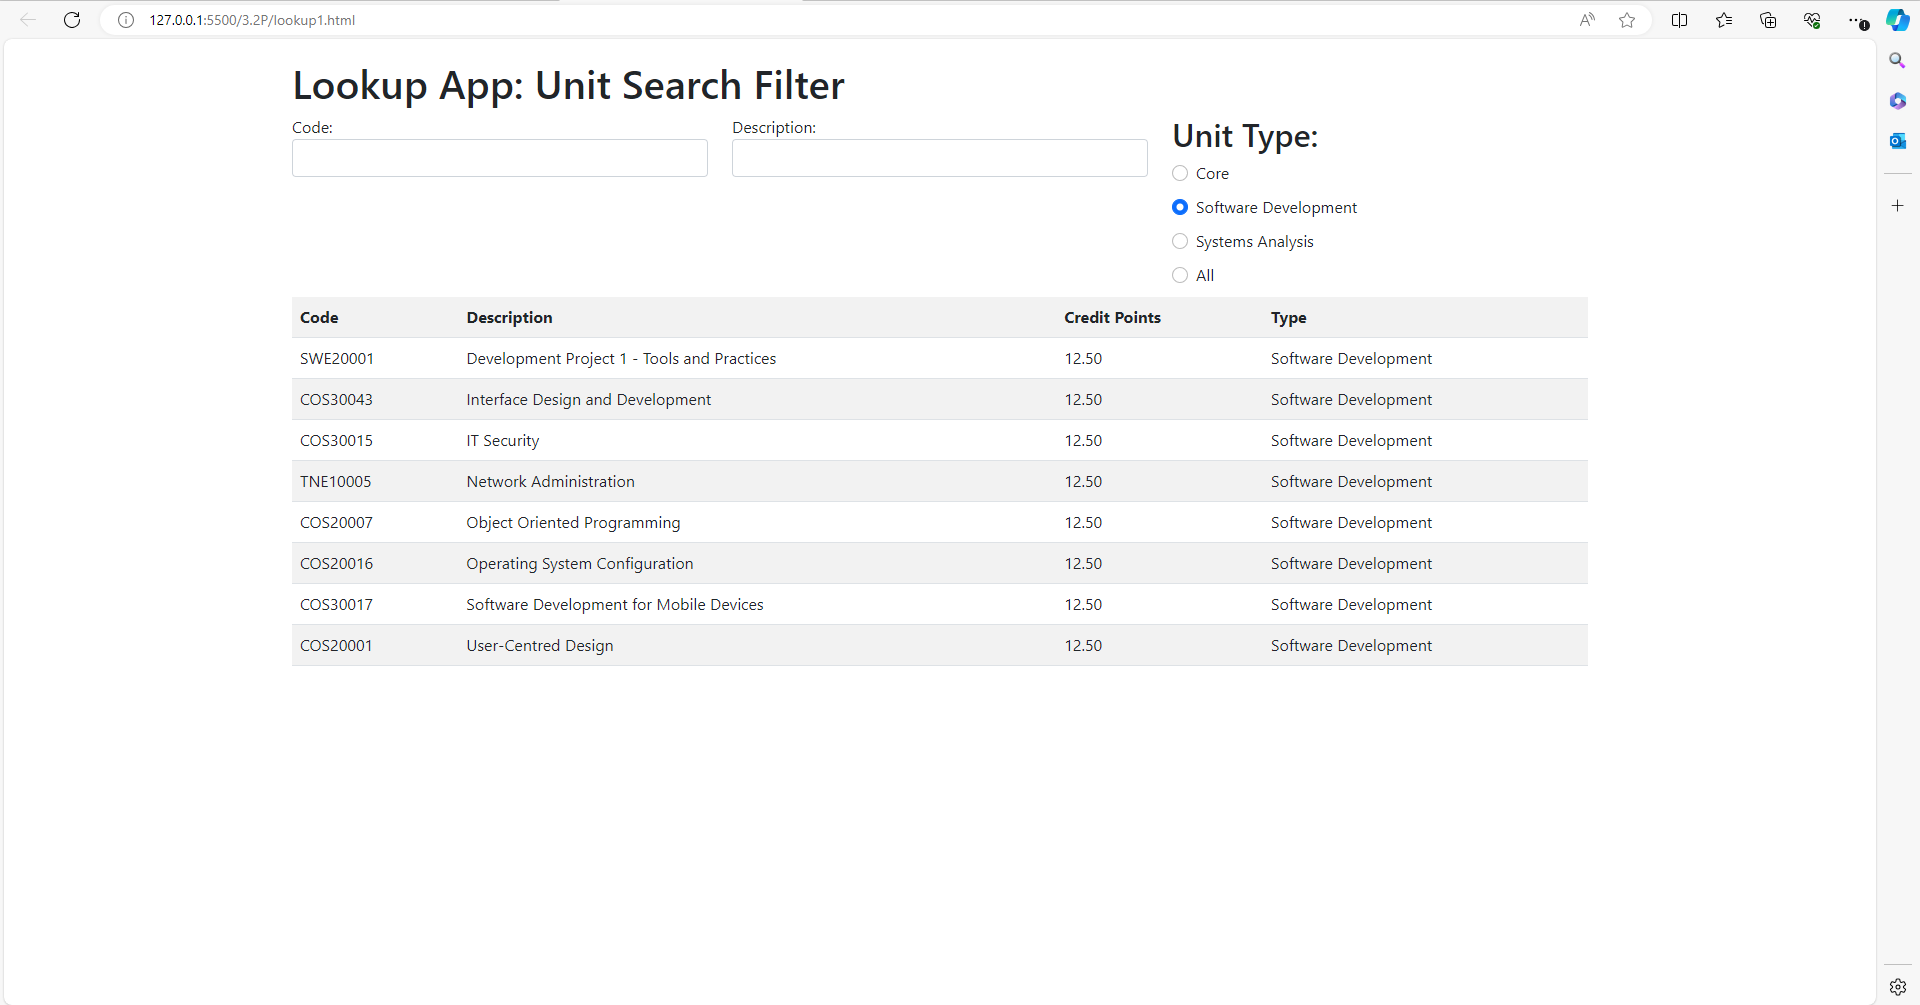 127.0.0.1:5500/3.2P/lookup1.html
Lookup App: Unit Search Filter
Code:
Description:
Unit Type:
Core
Software Development
Systems Analysis
All
Code Description Credit Points Type
SWE20001 Development Project 1 - Tools and Practices 12.50 Software Development
COS30043 Interface Design and Development 12.50 Software Development
COS30015 IT Security 12.50 Software Development
TNE10005 Network Administration 12.50 Software Development
COS20007 Object Oriented Programming 12.50 Software Development
COS20016 Operating System Configuration 12.50 Software Development
COS30017 Software Development for Mobile Devices 12.50 Software Development
COS20001 User-Centred Design 12.50 Software Development